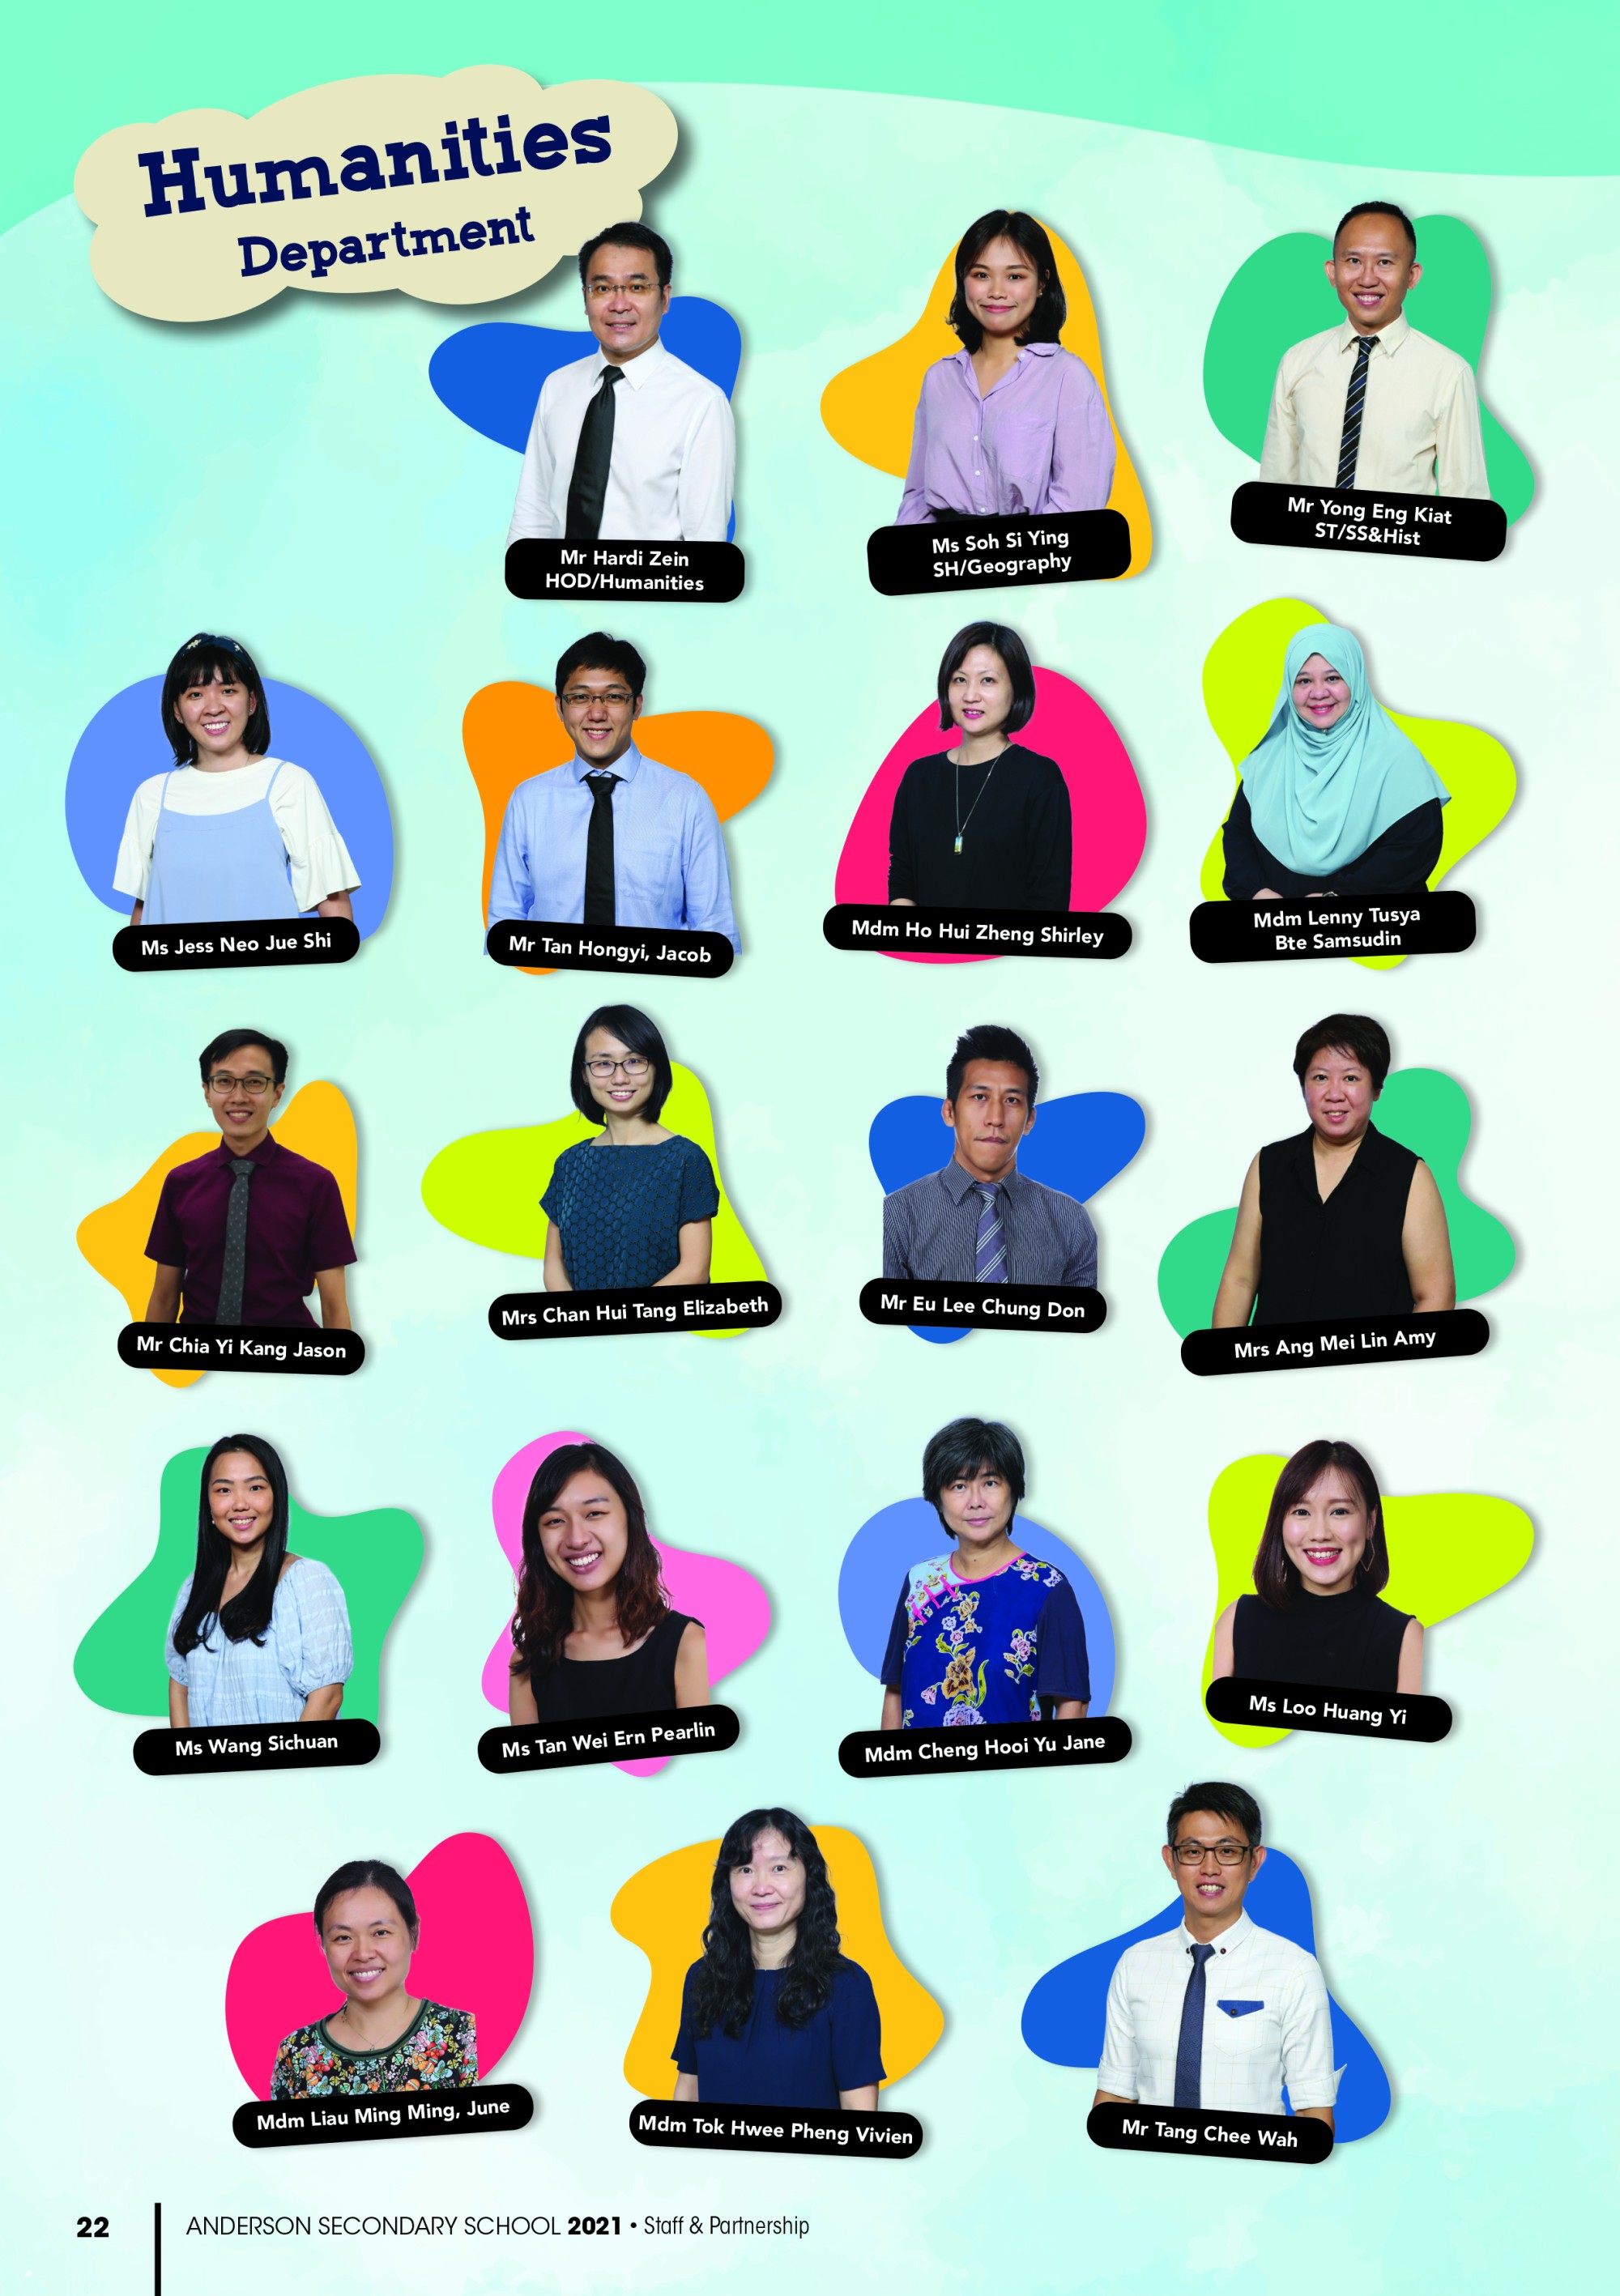 Humanities
Department
Mr Hardi Zein
HOD/Humanities
Ms Soh Si Ying
SH/Geography
Mr Yong Eng Kiat
ST/SS&Hist
Ms Jess Neo Jue Shi
Mr Tan Hongyi, Jacob
Mdm Ho Hui Zheng Shirley
Mdm Lenny Tusya
Bte Samsudin
Mr Chia Yi Kang Jason
Mrs Chan Hui Tang Elizabeth
Mr Eu Lee Chung Don
Mrs Ang Mei Lin Amy
Ms Wang Sichuan
Ms Tan Wei Ern Pearlin
Mdm Cheng Hooi Yu Jane
Ms Loo Huang Yi
Mdm Liau Ming Ming, June
Mdm Tok Hwee Pheng Vivien
Mr Tang Chee Wah
22
ANDERSON SECONDARY SCHOOL 2021 • Staff & Partnership